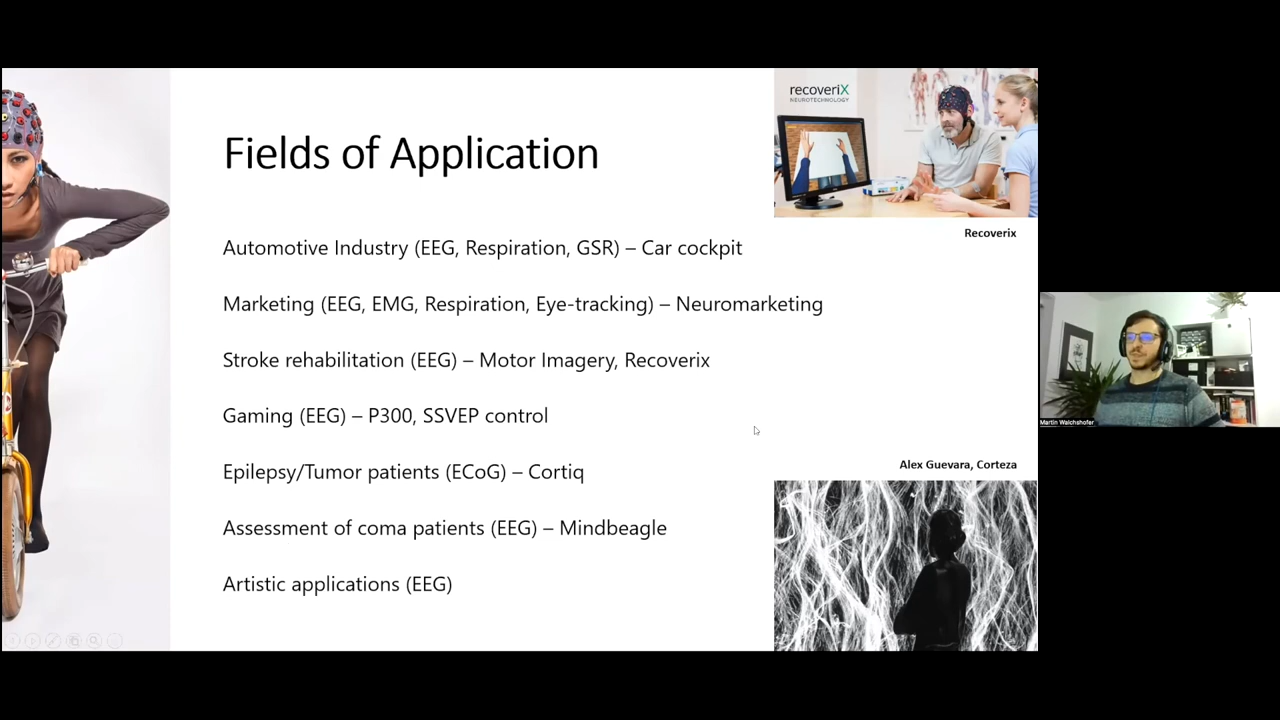 Fields of Application
Automotive Industry (EEG, Respiration, GSR) – Car cockpit
Marketing (EEG, EMG, Respiration, Eye-tracking) – Neuromarketing
Stroke rehabilitation (EEG) – Motor Imagery, Recoverix
Gaming (EEG) – P300, SSVEP control
Epilepsy/Tumor patients (ECoG) – Cortiq
Assessment of coma patients (EEG) – Mindbeagle
Artistic applications (EEG)
recoveriX
NEUROTECHNOLOGY
Recoverix
Alex Guevara, Corteza
Martin Walchshofer